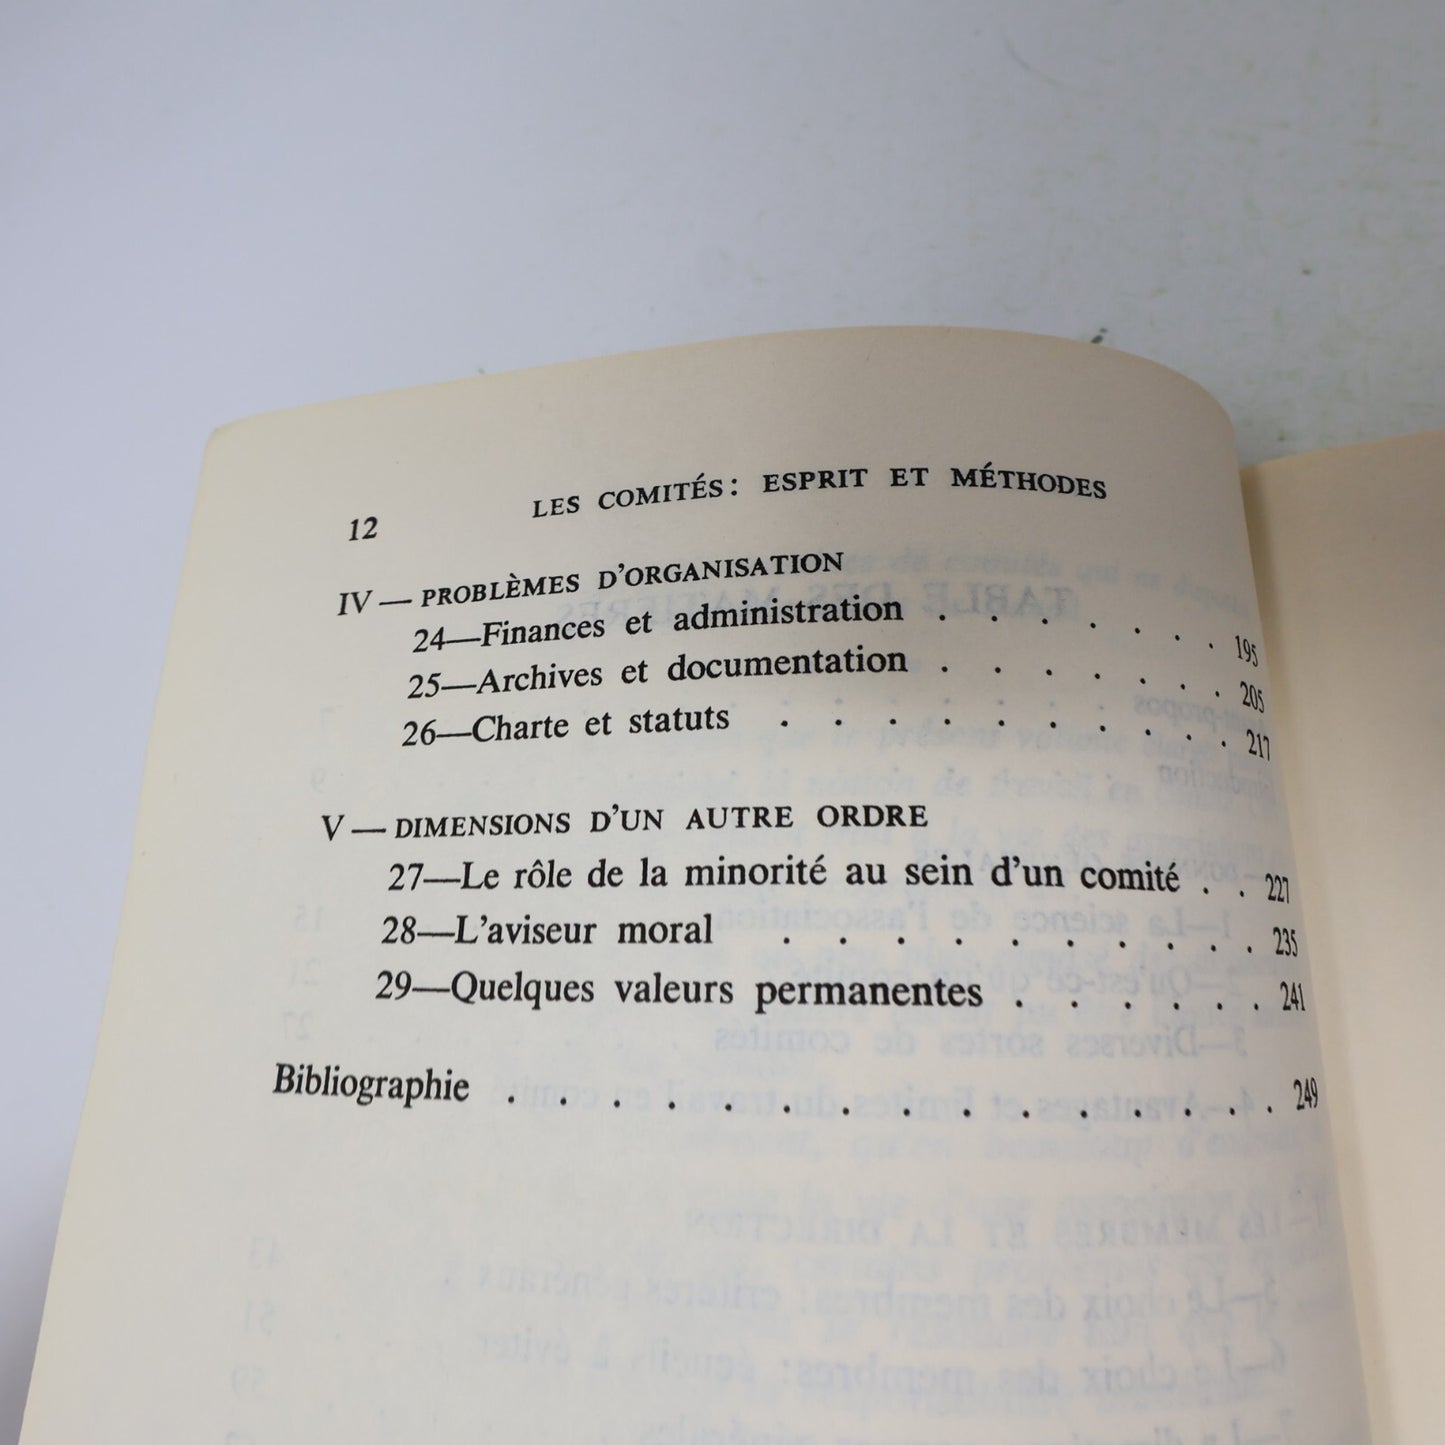 12 LES COMITÉS: ESPRIT ET MÉTHODES
IV — PROBLÈMES D'ORGANISATION
24—Finances et administration . . . . . . . 195
25—Archives et documentation . . . . . . . 205
26—Charte et statuts . . . . . . . . . . 217
V — DIMENSIONS D'UN AUTRE ORDRE
27—Le rôle de la minorité au sein d'un comité . . 227
28—L'aviseur moral . . . . . . . . . . 235
29—Quelques valeurs permanentes . . . . . . 241
Bibliographie . . . . . . . . . . . . . . 249